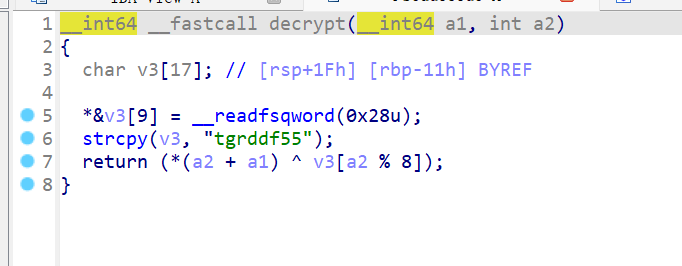 1 __int64 __fastcall decrypt(__int64 a1, int a2)
2 {
3   char v3[17]; // [rsp+1Fh] [rbp-11h] BYREF
4
5   *&v3[9] = __readfsqword(0x28u);
6   strcpy(v3, "tgrddf55");
7   return (*(a2 + a1) ^ v3[a2 % 8]);
8 }